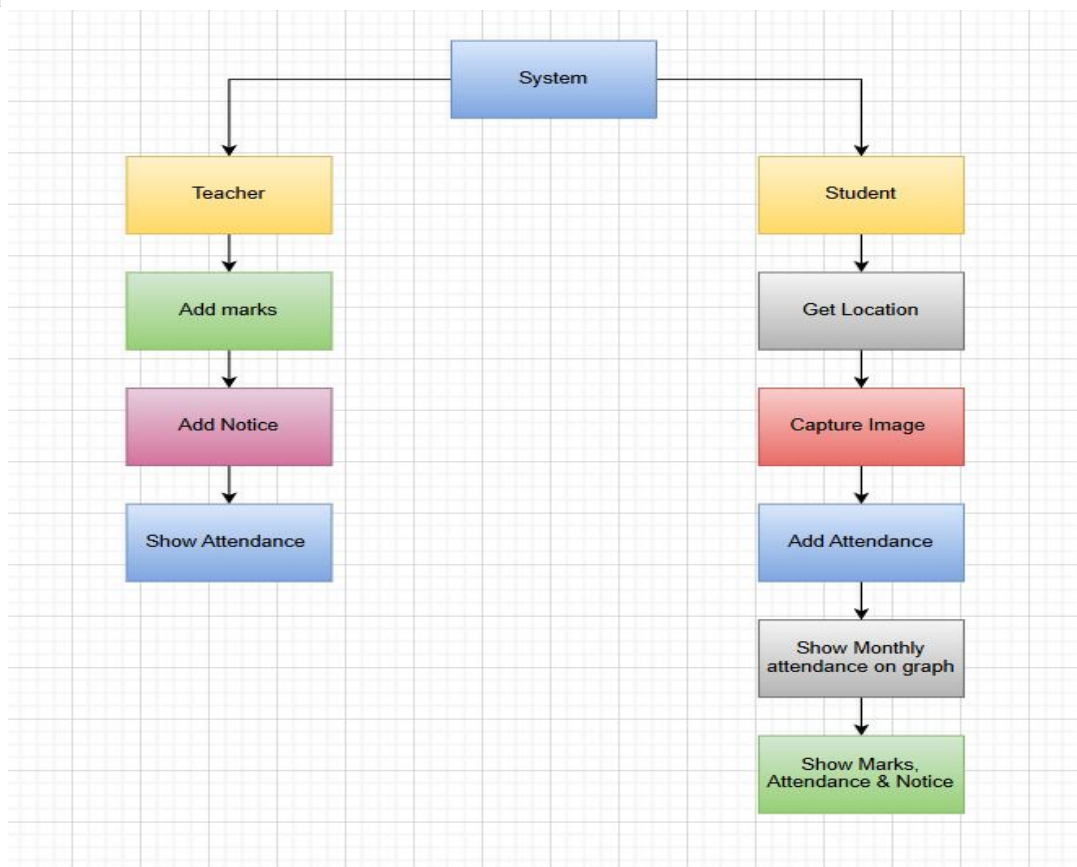 System
Teacher
Student
Add marks
Get Location
Add Notice
Capture Image
Show Attendance
Add Attendance
Show Monthly
attendance on graph
Show Marks,
Attendance & Notice